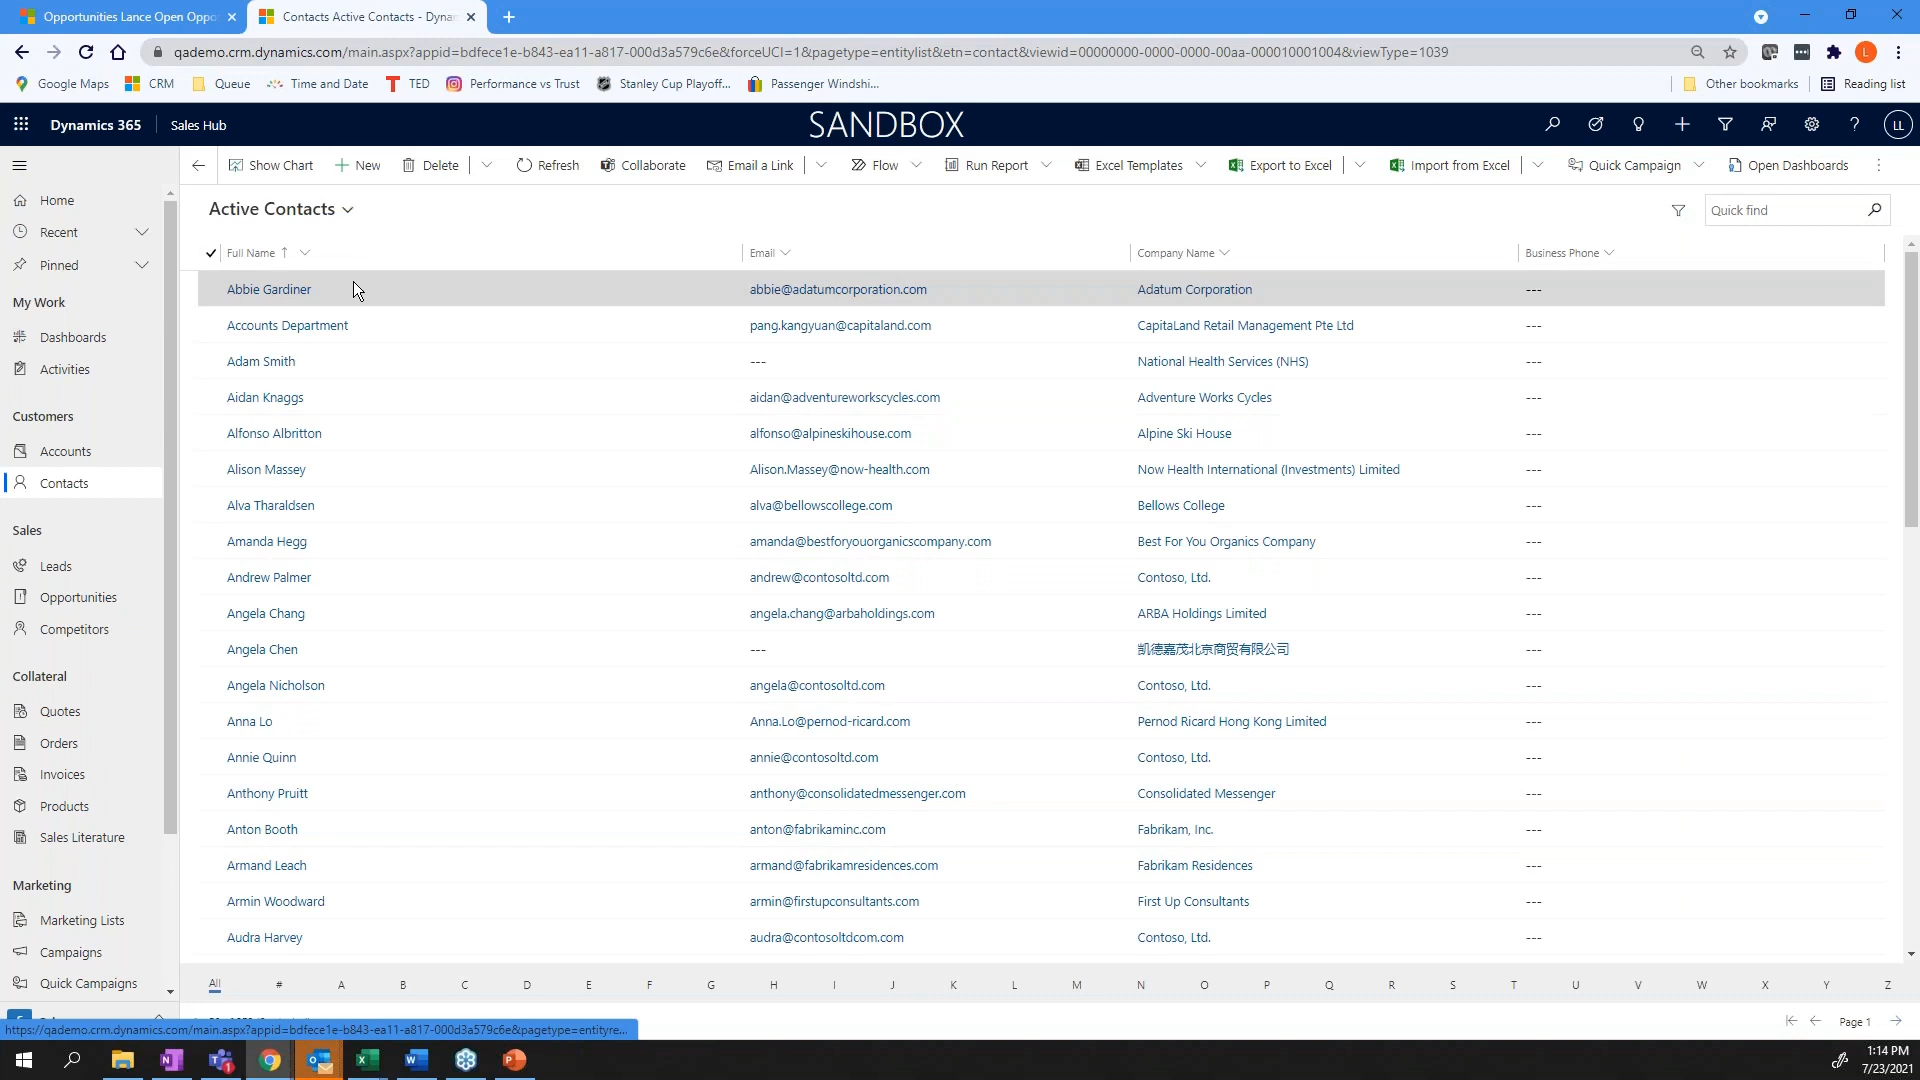 Opportunities Lance Open Oppo
Contacts Active Contacts - Dynam
qademo.crm.dynamics.com/main.aspx?appid=bdfece1e-b843-ea11-a817-000d3a579c6e&forceUCI=1&pagetype=entitylist&etn=contact&viewid=00000000-0000-0000-00aa-000010001004&viewType=1039
L
Google Maps CRM Queue Time and Date TED Performance vs Trust Stanley Cup Playoff... Passenger Windshi... Other bookmarks Reading list
Dynamics 365 Sales Hub SANDBOX LL
Show Chart New Delete Refresh Collaborate Email a Link Flow Run Report Excel Templates Export to Excel Import from Excel Quick Campaign Open Dashboards
Home
Recent
Pinned
My Work
Dashboards
Activities
Customers
Accounts
Contacts
Sales
Leads
Opportunities
Competitors
Collateral
Quotes
Orders
Invoices
Products
Sales Literature
Marketing
Marketing Lists
Campaigns
Quick Campaigns
Active Contacts
Quick find
Full Name Email Company Name Business Phone
Abbie Gardiner abbie@adatumcorporation.com Adatum Corporation ---
Accounts Department pang.kangyuan@capitaland.com CapitaLand Retail Management Pte Ltd ---
Adam Smith --- National Health Services (NHS) ---
Aidan Knaggs aidan@adventureworkscycles.com Adventure Works Cycles ---
Alfonso Albritton alfonso@alpineskihouse.com Alpine Ski House ---
Alison Massey Alison.Massey@now-health.com Now Health International (Investments) Limited ---
Alva Tharaldsen alva@bellowscollege.com Bellows College ---
Amanda Hegg amanda@bestforyouorganicscompany.com Best For You Organics Company ---
Andrew Palmer andrew@contosoltd.com Contoso, Ltd. ---
Angela Chang angela.chang@arbaholdings.com ARBA Holdings Limited ---
Angela Chen --- 凯德嘉茂北京商贸有限公司 ---
Angela Nicholson angela@contosoltd.com Contoso, Ltd. ---
Anna Lo Anna.Lo@pernod-ricard.com Pernod Ricard Hong Kong Limited ---
Annie Quinn annie@contosoltd.com Contoso, Ltd. ---
Anthony Pruitt anthony@consolidatedmessenger.com Consolidated Messenger ---
Anton Booth anton@fabrikaminc.com Fabrikam, Inc. ---
Armand Leach armand@fabrikamresidences.com Fabrikam Residences ---
Armin Woodward armin@firstupconsultants.com First Up Consultants ---
Audra Harvey audra@contosoltdcom.com Contoso, Ltd. ---
All # A B C D E F G H I J K L M N O P Q R S T U V W X Y Z
Page 1
https://qademo.crm.dynamics.com/main.aspx?appid=bdfece1e-b843-ea11-a817-000d3a579c6e&pagetype=entityre...
1:14 PM
7/23/2021